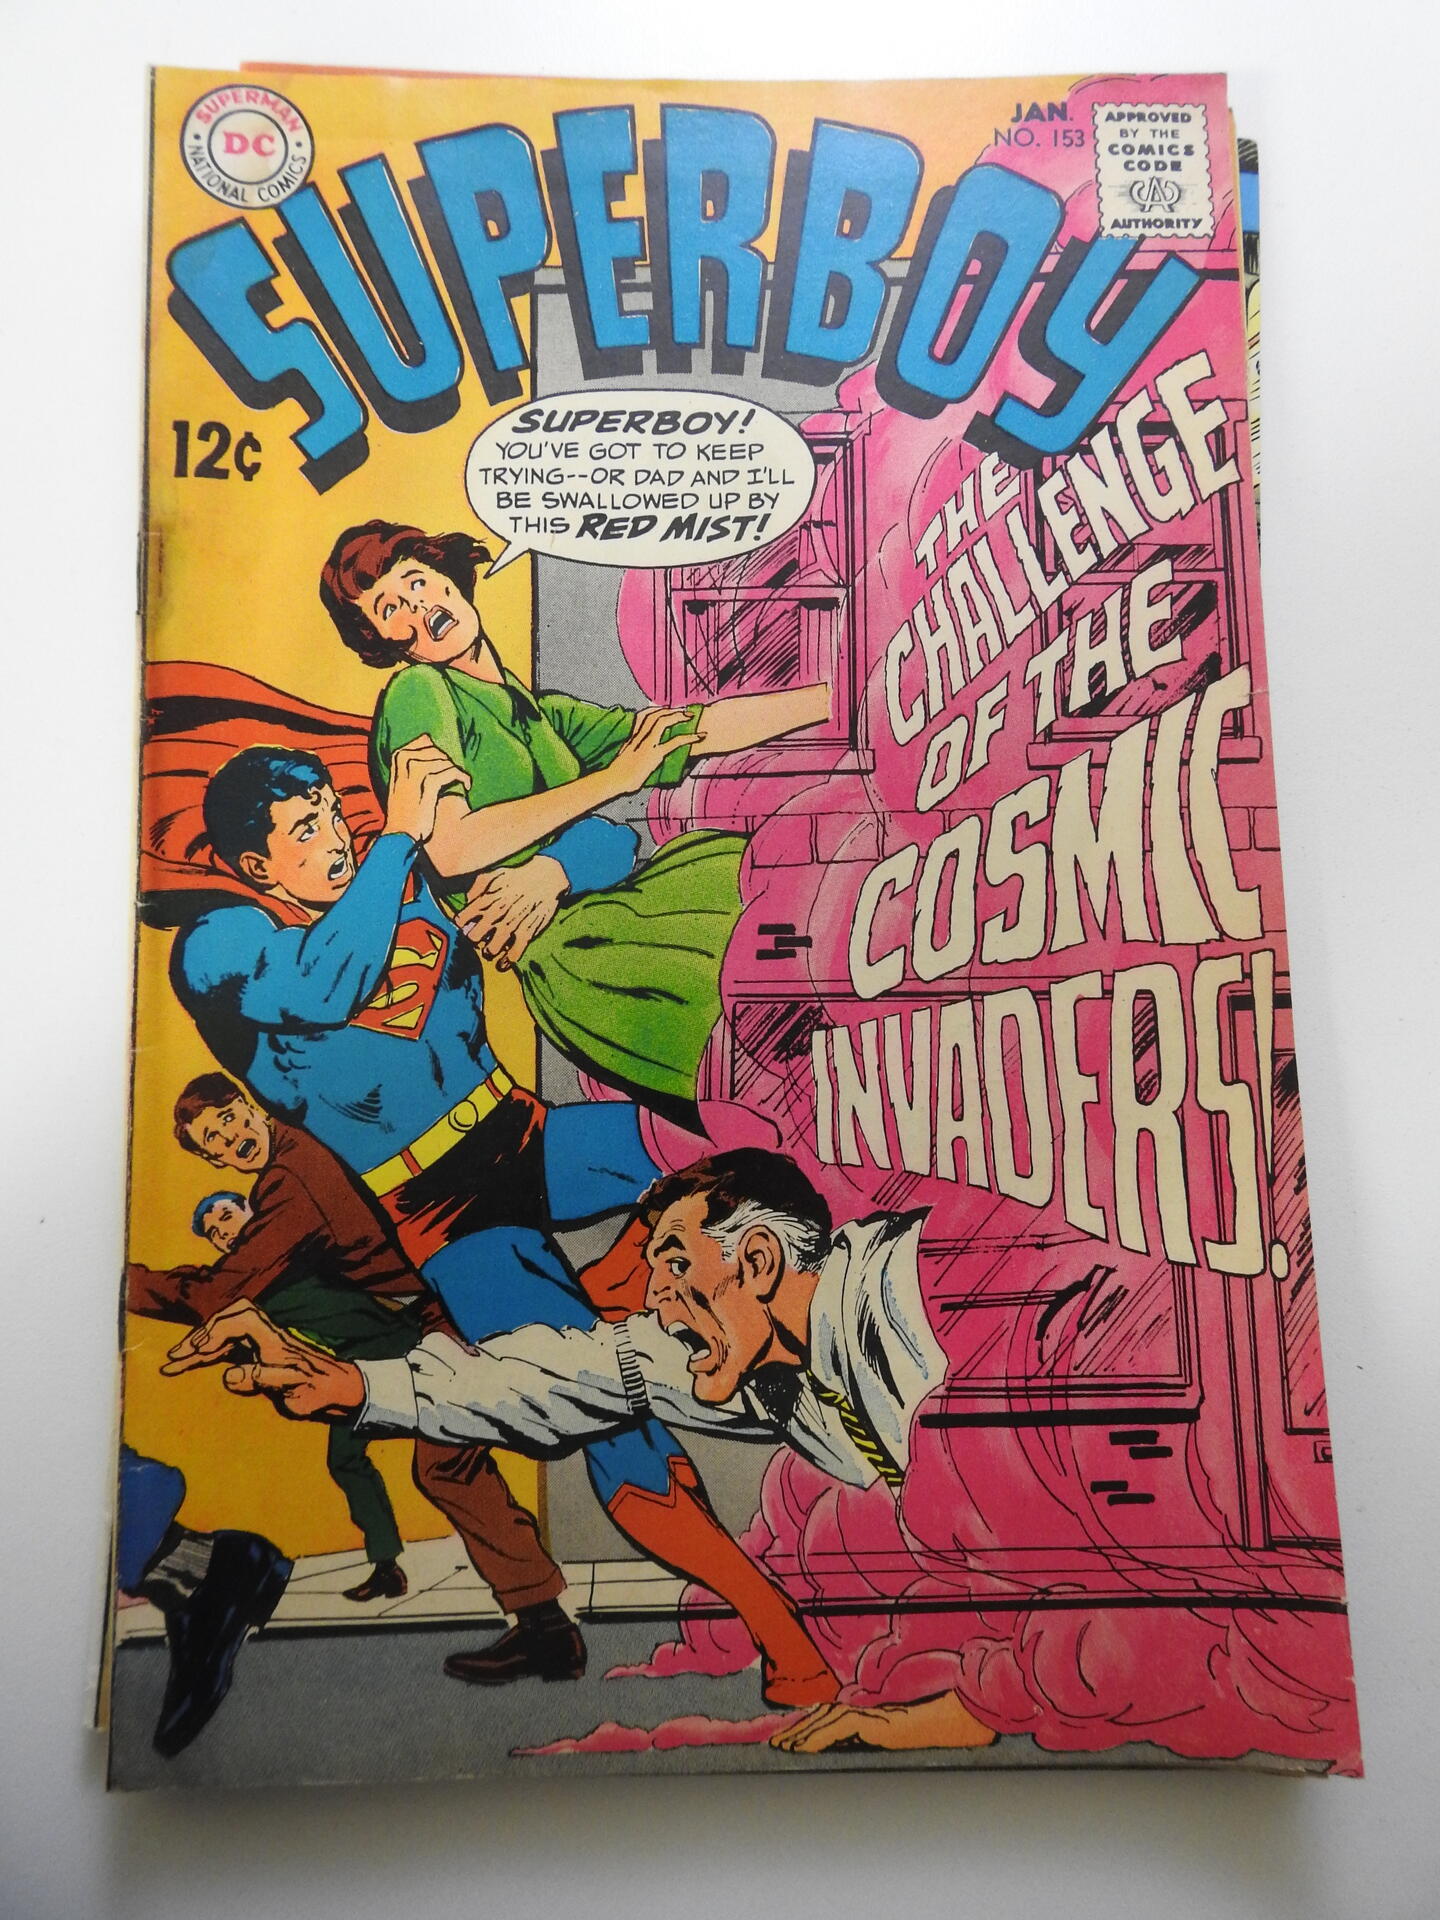 SUPERMAN
DC
NATIONAL COMICS
SUPERBOY
JAN.
NO. 153
APPROVED
BY THE
COMICS
CODE
AUTHORITY
12¢
SUPERBOY!
YOU'VE GOT TO KEEP
TRYING--OR DAD AND I'LL
BE SWALLOWED UP BY
THIS RED MIST!
THE
CHALLENGE
OF THE
COSMIC
INVADERS!